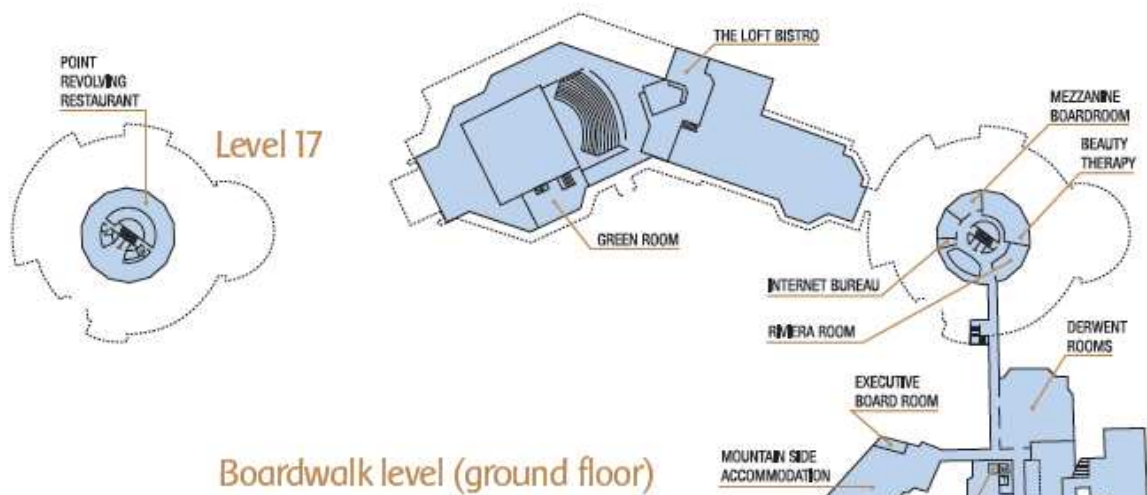 POINT
REVOLVING
RESTAURANT
Level 17
THE LOFT BISTRO
GREEN ROOM
MEZZANINE
BOARDROOM
BEAUTY
THERAPY
INTERNET BUREAU
RIVIERA ROOM
DERWENT
ROOMS
EXECUTIVE
BOARD ROOM
MOUNTAIN SIDE
ACCOMMODATION
Boardwalk level (ground floor)